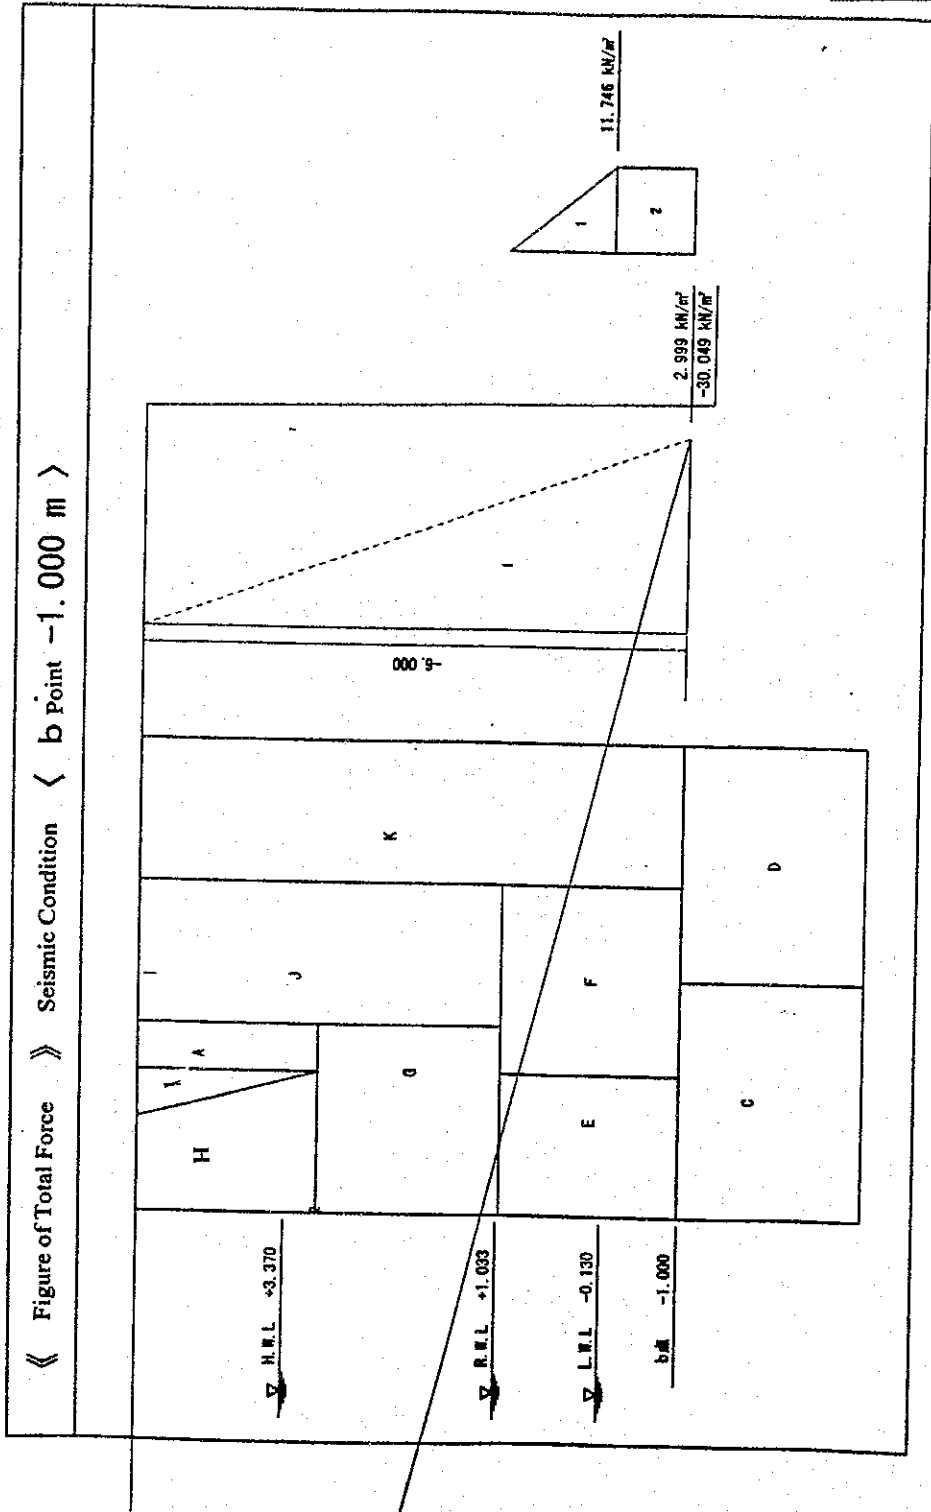 《 Figure of Total Force 》 Seismic Condition 〈 b Point -1.000 m 〉
H.W.L +3.370
R.W.L +1.033
L.W.L -0.130
b点 -1.000
H
A
J
K
G
E
F
C
D
-6.000
1
2.999 kN/㎡
-30.049 kN/㎡
1
2
11.746 kN/㎡